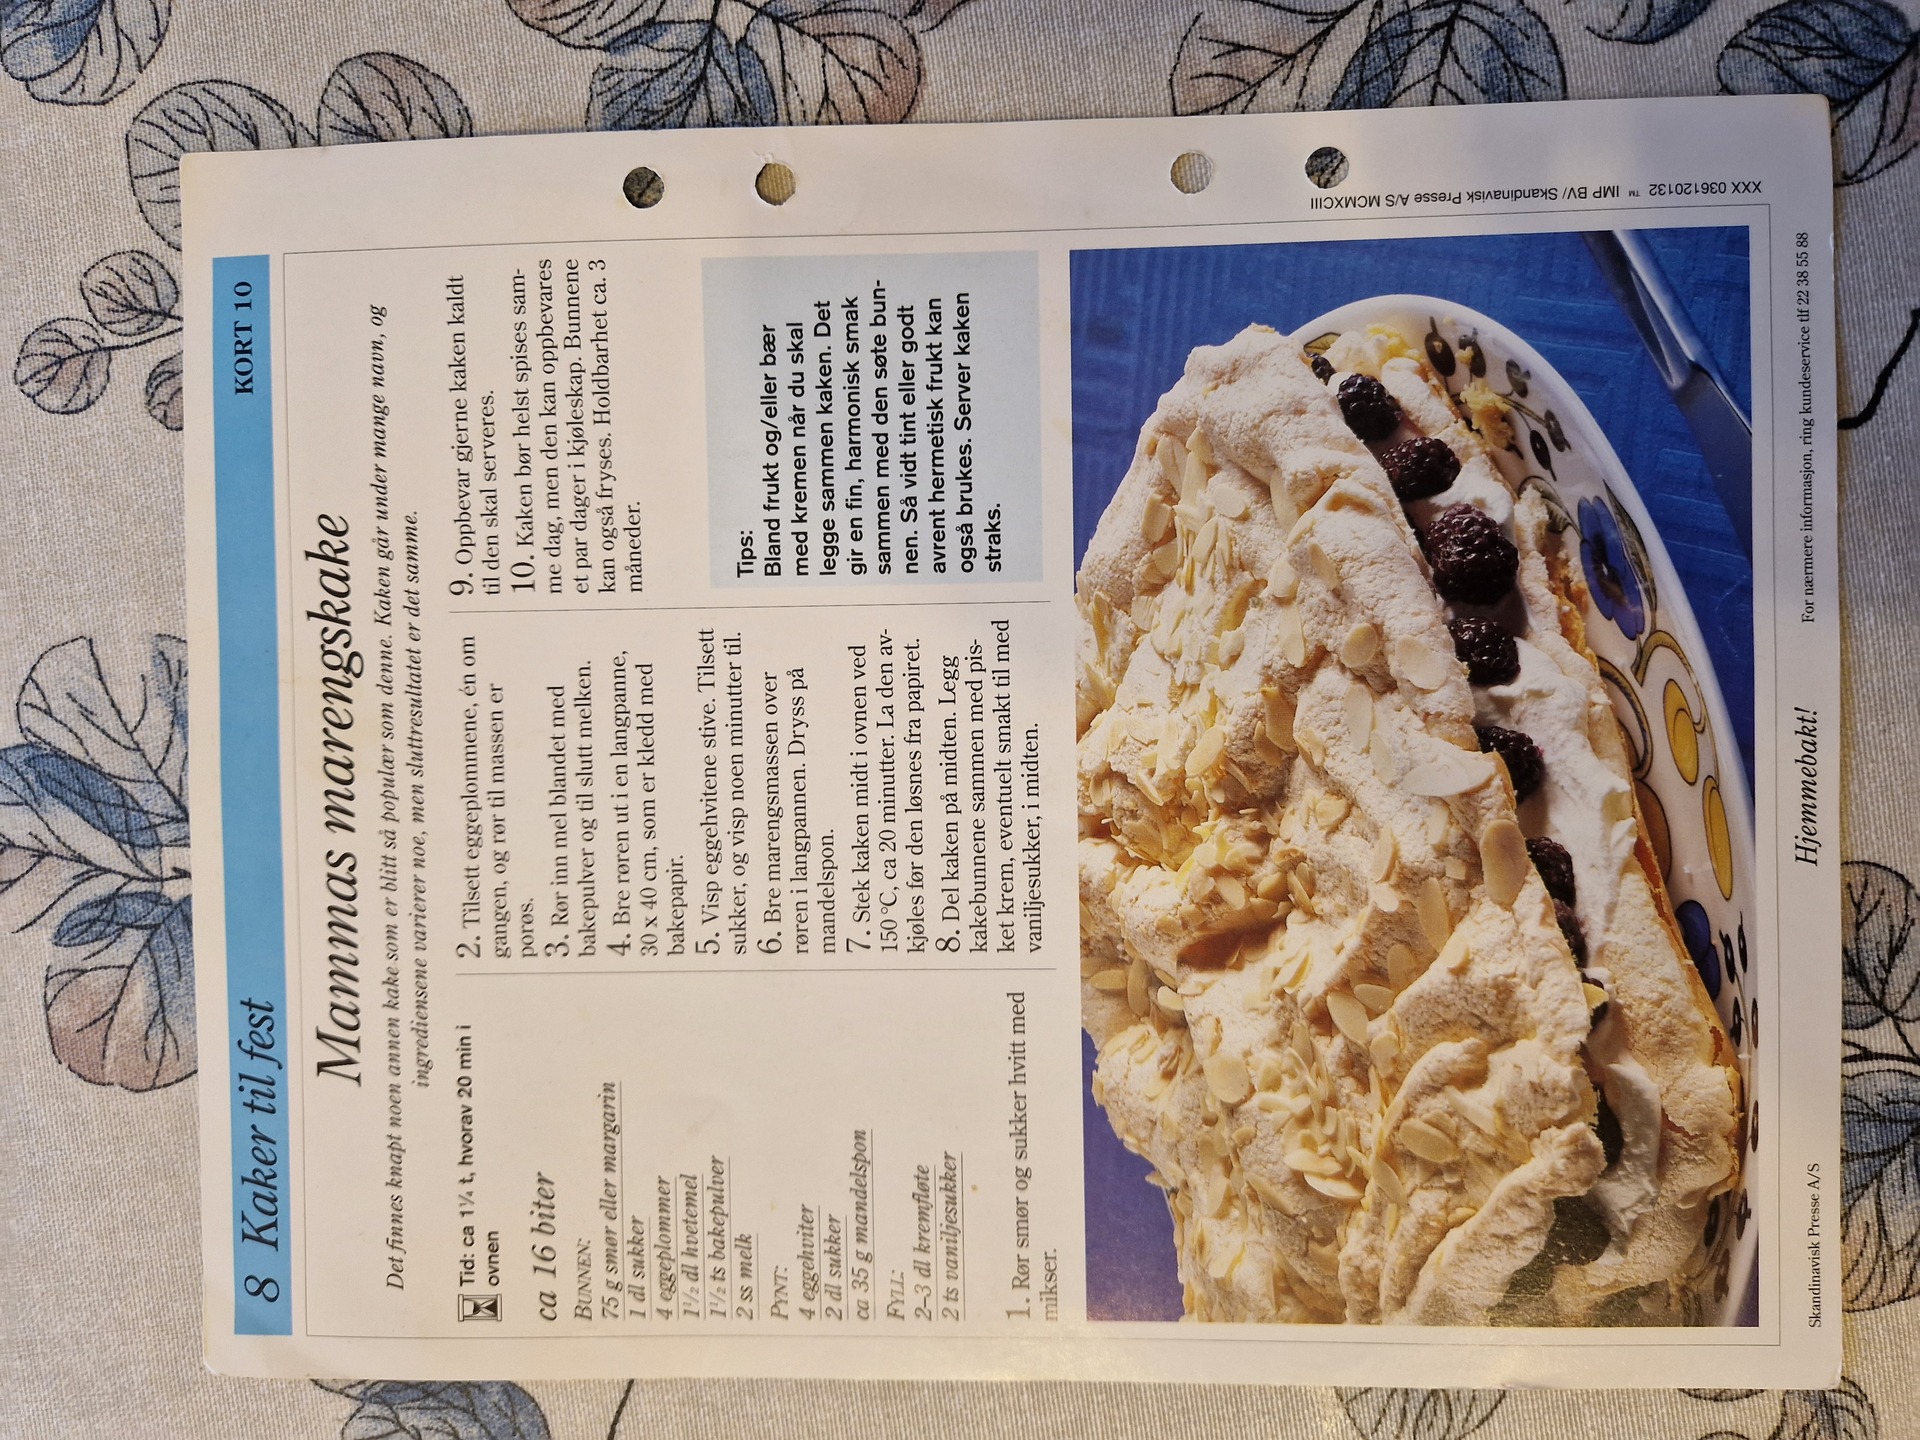 8 Kaker til fest
KORT 10
Mammas marengskake
Det finnes knapt noen annen kake som er blitt så populær som denne. Kaken går under mange navn, og
ingrediensene varierer noe, men sluttresultatet er det samme.
Tid: ca 1¼ t, hvorav 20 min i
ovnen
ca 16 biter
BUNNEN:
75 g smør eller margarin
1 dl sukker
4 eggeplommer
1½ dl hvetemel
1½ ts bakepulver
2 ss melk
PYNT:
4 eggehviter
2 dl sukker
ca 35 g mandelspon
FYLL:
2–3 dl kremfløte
2 ts vaniljesukker
1. Rør smør og sukker hvitt med
mikser.
2. Tilsett eggeplommene, én om
gangen, og rør til massen er
porøs.
3. Rør inn mel blandet med
bakepulver og til slutt melken.
4. Bre røren ut i en langpanne,
30 x 40 cm, som er kledd med
bakepapir.
5. Visp eggehvitene stive. Tilsett
sukker, og visp noen minutter til.
6. Bre marengsmassen over
røren i langpannen. Dryss på
mandelspon.
7. Stek kaken midt i ovnen ved
150 °C, ca 20 minutter. La den av-
kjøles før den løsnes fra papiret.
8. Del kaken på midten. Legg
kakebunnene sammen med pis-
ket krem, eventuelt smakt til med
vaniljesukker, i midten.
9. Oppbevar gjerne kaken kaldt
til den skal serveres.
10. Kaken bør helst spises sam-
me dag, men den kan oppbevares
et par dager i kjøleskap. Bunnene
kan også fryses. Holdbarhet ca. 3
måneder.
Tips:
Bland frukt og/eller bær
med kremen når du skal
legge sammen kaken. Det
gir en fin, harmonisk smak
sammen med den søte bun-
nen. Så vidt tint eller godt
avrent hermetisk frukt kan
også brukes. Server kaken
straks.
XXX 036120132 ™ IMP BV/ Skandinavisk Presse A/S MCMXCIII
Skandinavisk Presse A/S
Hjemmebakt!
For nærmere informasjon, ring kundeservice tlf 22 38 55 88